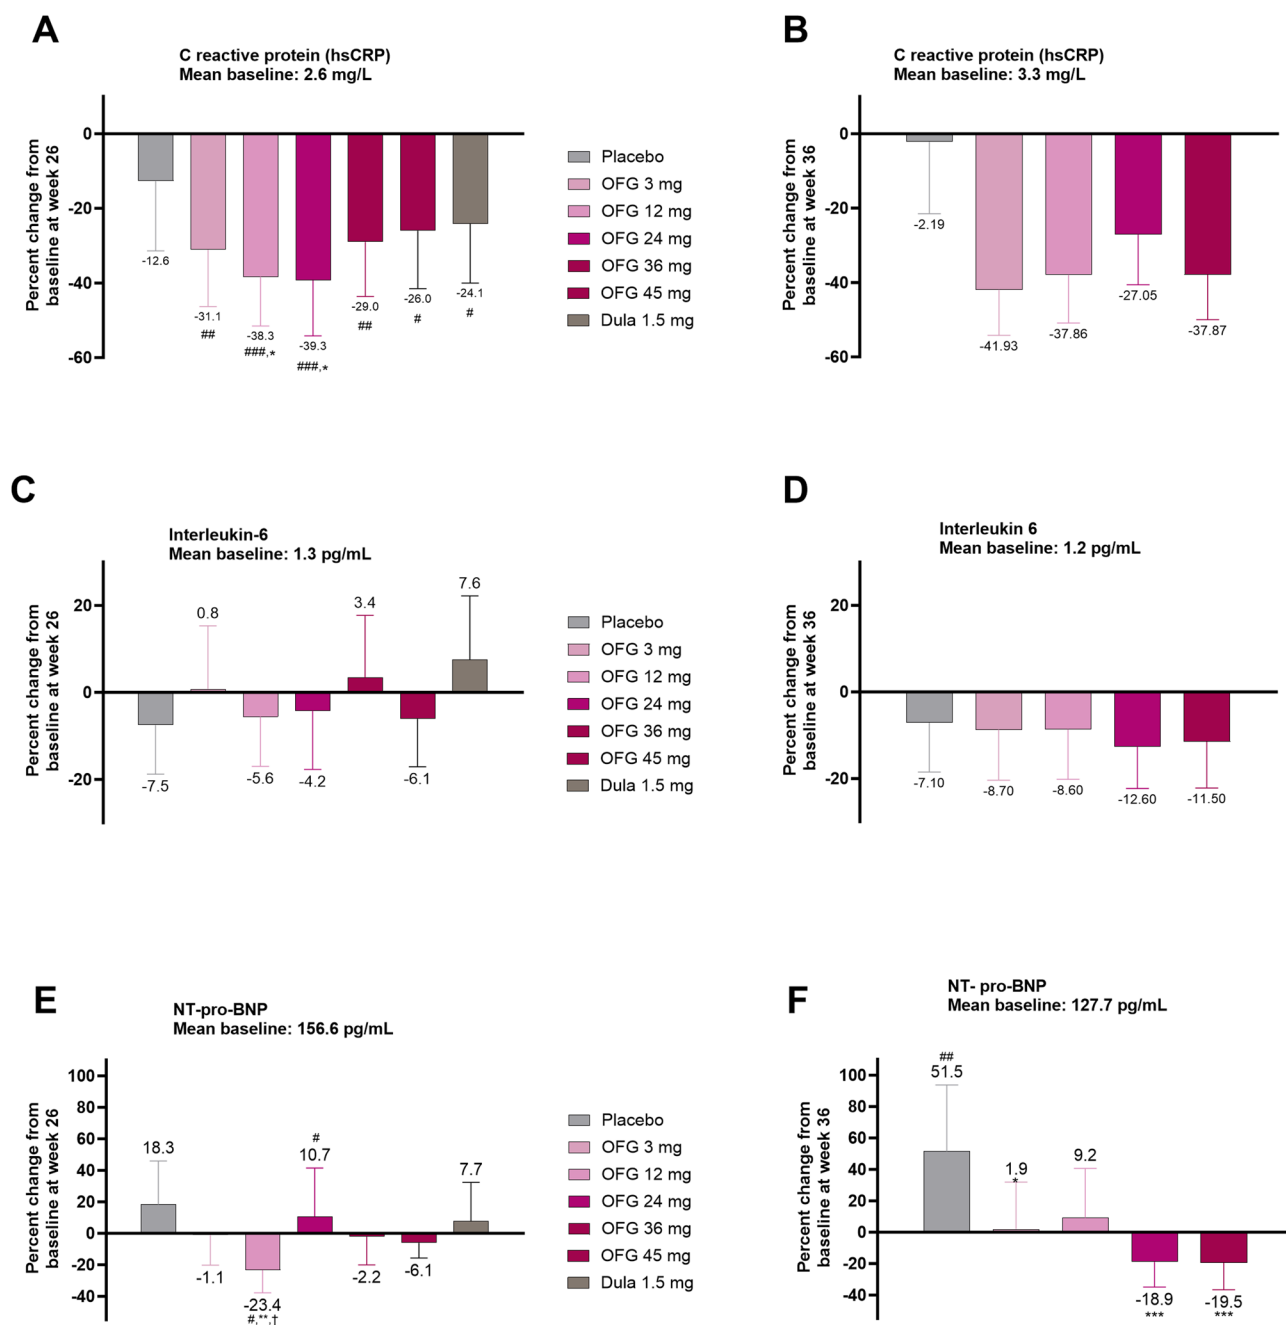 A
C reactive protein (hsCRP)
Mean baseline: 2.6 mg/L
Percent change from
baseline at week 26
0
-20
-40
-60
-12.6
-31.1
##
-38.3
###,*
-39.3
###,*
-29.0
##
-26.0
#
-24.1
#
Placebo
OFG 3 mg
OFG 12 mg
OFG 24 mg
OFG 36 mg
OFG 45 mg
Dula 1.5 mg
B
C reactive protein (hsCRP)
Mean baseline: 3.3 mg/L
Percent change from
baseline at week 36
0
-20
-40
-60
-2.19
-41.93
-37.86
-27.05
-37.87
C
Interleukin-6
Mean baseline: 1.3 pg/mL
Percent change from
baseline at week 26
20
0
-20
-7.5
0.8
-5.6
-4.2
3.4
-6.1
7.6
Placebo
OFG 3 mg
OFG 12 mg
OFG 24 mg
OFG 36 mg
OFG 45 mg
Dula 1.5 mg
D
Interleukin 6
Mean baseline: 1.2 pg/mL
Percent change from
baseline at week 36
20
0
-20
-7.10
-8.70
-8.60
-12.60
-11.50
E
NT-pro-BNP
Mean baseline: 156.6 pg/mL
Percent change from
baseline at week 26
100
80
60
40
20
0
-20
-40
18.3
-1.1
-23.4
#,**,†
#
10.7
-2.2
-6.1
7.7
Placebo
OFG 3 mg
OFG 12 mg
OFG 24 mg
OFG 36 mg
OFG 45 mg
Dula 1.5 mg
F
NT- pro-BNP
Mean baseline: 127.7 pg/mL
Percent change from
baseline at week 36
100
80
60
40
20
0
-20
-40
##
51.5
1.9
*
9.2
-18.9
***
-19.5
***